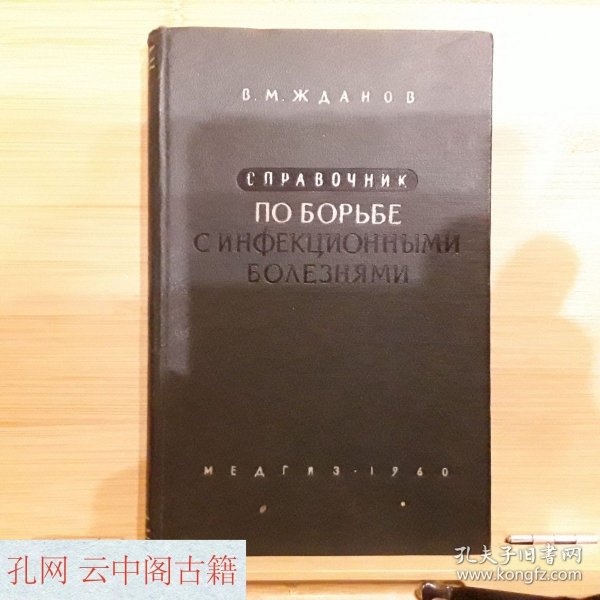 В. М. ЖДАНОВ
СПРАВОЧНИК
ПО БОРЬБЕ
С ИНФЕКЦИОННЫМИ
БОЛЕЗНЯМИ
МЕДГИЗ · 1960
孔网 云中阁古籍
孔夫子旧书网
www.kongfz.com